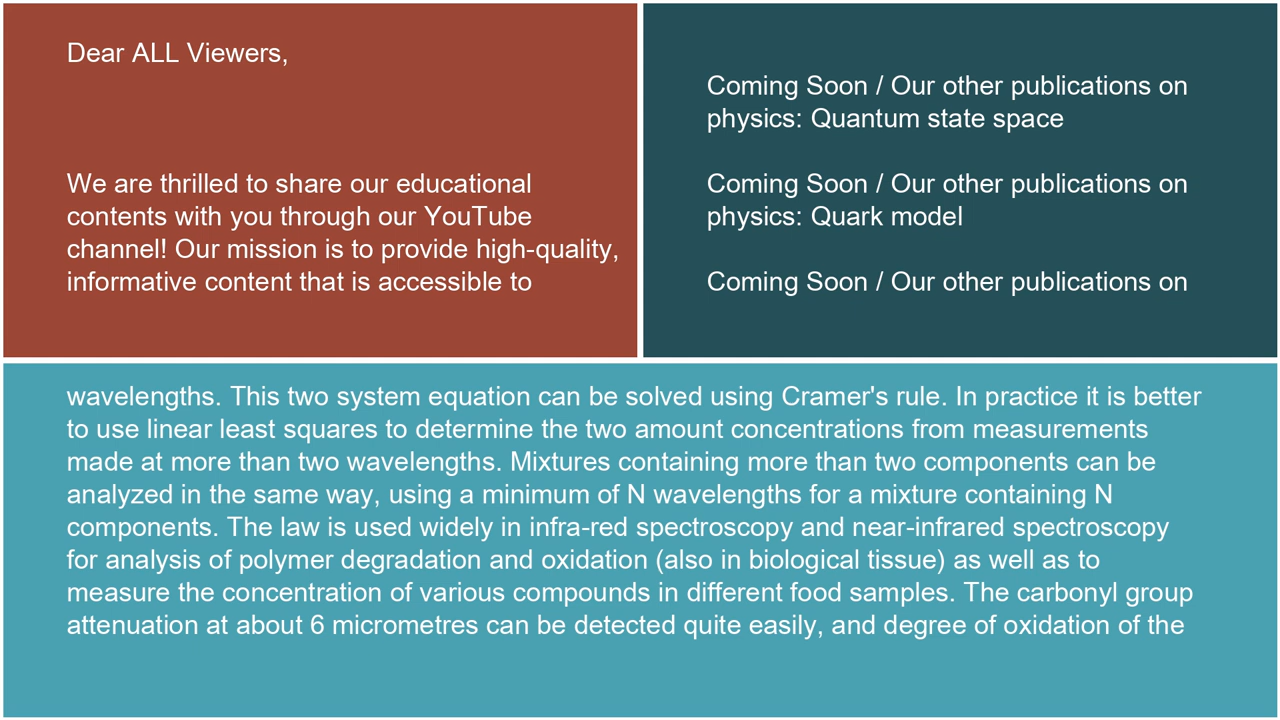 Dear ALL Viewers,
We are thrilled to share our educational
contents with you through our YouTube
channel! Our mission is to provide high-quality,
informative content that is accessible to
Coming Soon / Our other publications on
physics: Quantum state space
Coming Soon / Our other publications on
physics: Quark model
Coming Soon / Our other publications on
wavelengths. This two system equation can be solved using Cramer's rule. In practice it is better
to use linear least squares to determine the two amount concentrations from measurements
made at more than two wavelengths. Mixtures containing more than two components can be
analyzed in the same way, using a minimum of N wavelengths for a mixture containing N
components. The law is used widely in infra-red spectroscopy and near-infrared spectroscopy
for analysis of polymer degradation and oxidation (also in biological tissue) as well as to
measure the concentration of various compounds in different food samples. The carbonyl group
attenuation at about 6 micrometres can be detected quite easily, and degree of oxidation of the